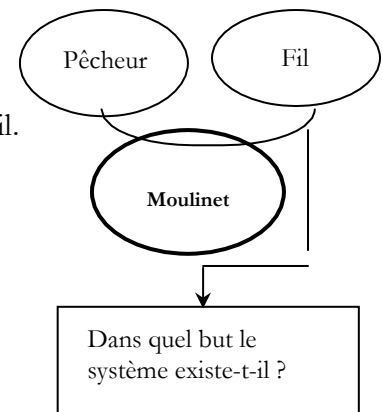 Pêcheur
Fil
il.
Moulinet
Dans quel but le
système existe-t-il ?